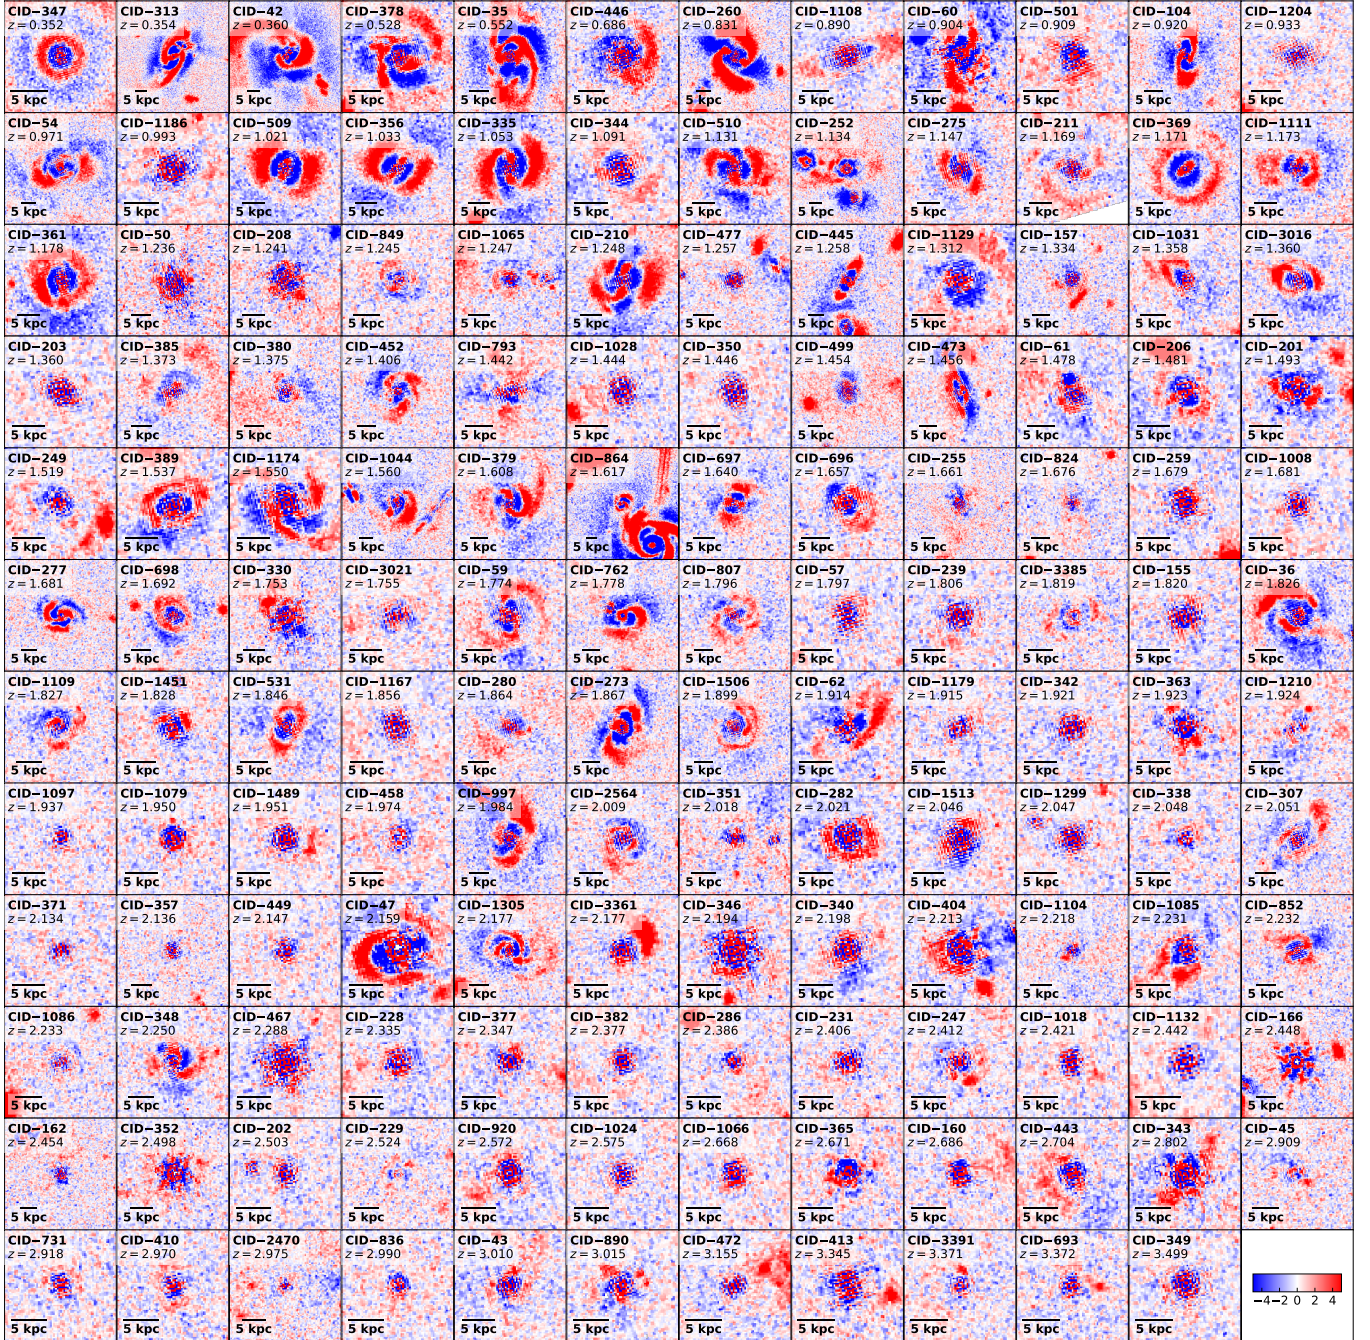 CID−347 CID−313 CID−42 CID−378 CID−35 CID−446 CID−260 CID−1108 CID−60 CID−501 CID−104 CID−1204
z = 0.352 z = 0.354 z = 0.360 z = 0.528 z = 0.552 z = 0.686 z = 0.831 z = 0.890 z = 0.904 z = 0.909 z = 0.920 z = 0.933
5 kpc 5 kpc 5 kpc 5 kpc 5 kpc 5 kpc 5 kpc 5 kpc 5 kpc 5 kpc 5 kpc 5 kpc
CID−54 CID−1186 CID−509 CID−356 CID−335 CID−344 CID−510 CID−252 CID−275 CID−211 CID−369 CID−1111
z = 0.971 z = 0.993 z = 1.021 z = 1.033 z = 1.053 z = 1.091 z = 1.131 z = 1.134 z = 1.147 z = 1.169 z = 1.171 z = 1.173
5 kpc 5 kpc 5 kpc 5 kpc 5 kpc 5 kpc 5 kpc 5 kpc 5 kpc 5 kpc 5 kpc 5 kpc
CID−361 CID−50 CID−208 CID−849 CID−1065 CID−210 CID−477 CID−445 CID−1129 CID−157 CID−1031 CID−3016
z = 1.178 z = 1.236 z = 1.241 z = 1.245 z = 1.247 z = 1.248 z = 1.257 z = 1.258 z = 1.312 z = 1.334 z = 1.358 z = 1.360
5 kpc 5 kpc 5 kpc 5 kpc 5 kpc 5 kpc 5 kpc 5 kpc 5 kpc 5 kpc 5 kpc 5 kpc
CID−203 CID−385 CID−380 CID−452 CID−793 CID−1028 CID−350 CID−499 CID−473 CID−61 CID−206 CID−201
z = 1.360 z = 1.373 z = 1.375 z = 1.406 z = 1.442 z = 1.444 z = 1.446 z = 1.454 z = 1.456 z = 1.478 z = 1.481 z = 1.493
5 kpc 5 kpc 5 kpc 5 kpc 5 kpc 5 kpc 5 kpc 5 kpc 5 kpc 5 kpc 5 kpc 5 kpc
CID−249 CID−389 CID−1174 CID−1044 CID−379 CID−864 CID−697 CID−696 CID−255 CID−824 CID−259 CID−1008
z = 1.519 z = 1.537 z = 1.550 z = 1.560 z = 1.608 z = 1.617 z = 1.640 z = 1.657 z = 1.661 z = 1.676 z = 1.679 z = 1.681
5 kpc 5 kpc 5 kpc 5 kpc 5 kpc 5 kpc 5 kpc 5 kpc 5 kpc 5 kpc 5 kpc 5 kpc
CID−277 CID−698 CID−330 CID−3021 CID−59 CID−762 CID−807 CID−57 CID−239 CID−3385 CID−155 CID−36
z = 1.681 z = 1.692 z = 1.753 z = 1.755 z = 1.774 z = 1.778 z = 1.796 z = 1.797 z = 1.806 z = 1.819 z = 1.820 z = 1.826
5 kpc 5 kpc 5 kpc 5 kpc 5 kpc 5 kpc 5 kpc 5 kpc 5 kpc 5 kpc 5 kpc 5 kpc
CID−1109 CID−1451 CID−531 CID−1167 CID−280 CID−273 CID−1506 CID−62 CID−1179 CID−342 CID−363 CID−1210
z = 1.827 z = 1.828 z = 1.846 z = 1.856 z = 1.864 z = 1.867 z = 1.899 z = 1.914 z = 1.915 z = 1.921 z = 1.923 z = 1.924
5 kpc 5 kpc 5 kpc 5 kpc 5 kpc 5 kpc 5 kpc 5 kpc 5 kpc 5 kpc 5 kpc 5 kpc
CID−1097 CID−1079 CID−1489 CID−458 CID−997 CID−2564 CID−351 CID−282 CID−1513 CID−1299 CID−338 CID−307
z = 1.937 z = 1.950 z = 1.951 z = 1.974 z = 1.984 z = 2.009 z = 2.018 z = 2.021 z = 2.046 z = 2.047 z = 2.048 z = 2.051
5 kpc 5 kpc 5 kpc 5 kpc 5 kpc 5 kpc 5 kpc 5 kpc 5 kpc 5 kpc 5 kpc 5 kpc
CID−371 CID−357 CID−449 CID−47 CID−1305 CID−3361 CID−346 CID−340 CID−404 CID−1104 CID−1085 CID−852
z = 2.134 z = 2.136 z = 2.147 z = 2.159 z = 2.177 z = 2.177 z = 2.194 z = 2.198 z = 2.213 z = 2.218 z = 2.231 z = 2.232
5 kpc 5 kpc 5 kpc 5 kpc 5 kpc 5 kpc 5 kpc 5 kpc 5 kpc 5 kpc 5 kpc 5 kpc
CID−1086 CID−348 CID−467 CID−228 CID−377 CID−382 CID−286 CID−231 CID−247 CID−1018 CID−1132 CID−166
z = 2.233 z = 2.250 z = 2.288 z = 2.335 z = 2.347 z = 2.377 z = 2.386 z = 2.406 z = 2.412 z = 2.421 z = 2.442 z = 2.448
5 kpc 5 kpc 5 kpc 5 kpc 5 kpc 5 kpc 5 kpc 5 kpc 5 kpc 5 kpc 5 kpc 5 kpc
CID−162 CID−352 CID−202 CID−229 CID−920 CID−1024 CID−1066 CID−365 CID−160 CID−443 CID−343 CID−45
z = 2.454 z = 2.498 z = 2.503 z = 2.524 z = 2.572 z = 2.575 z = 2.668 z = 2.671 z = 2.686 z = 2.704 z = 2.802 z = 2.909
5 kpc 5 kpc 5 kpc 5 kpc 5 kpc 5 kpc 5 kpc 5 kpc 5 kpc 5 kpc 5 kpc 5 kpc
CID−731 CID−410 CID−2470 CID−836 CID−43 CID−890 CID−472 CID−413 CID−3391 CID−693 CID−349
z = 2.918 z = 2.970 z = 2.975 z = 2.990 z = 3.010 z = 3.015 z = 3.155 z = 3.345 z = 3.371 z = 3.372 z = 3.499
5 kpc 5 kpc 5 kpc 5 kpc 5 kpc 5 kpc 5 kpc 5 kpc 5 kpc 5 kpc 5 kpc
−4 −2 0 2 4